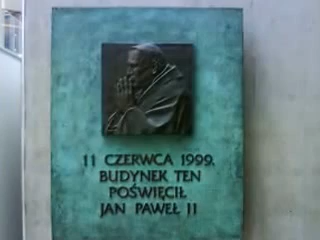 11 CZERWCA 1999.
BUDYNEK TEN
POŚWIĘCIŁ
JAN PAWEŁ II